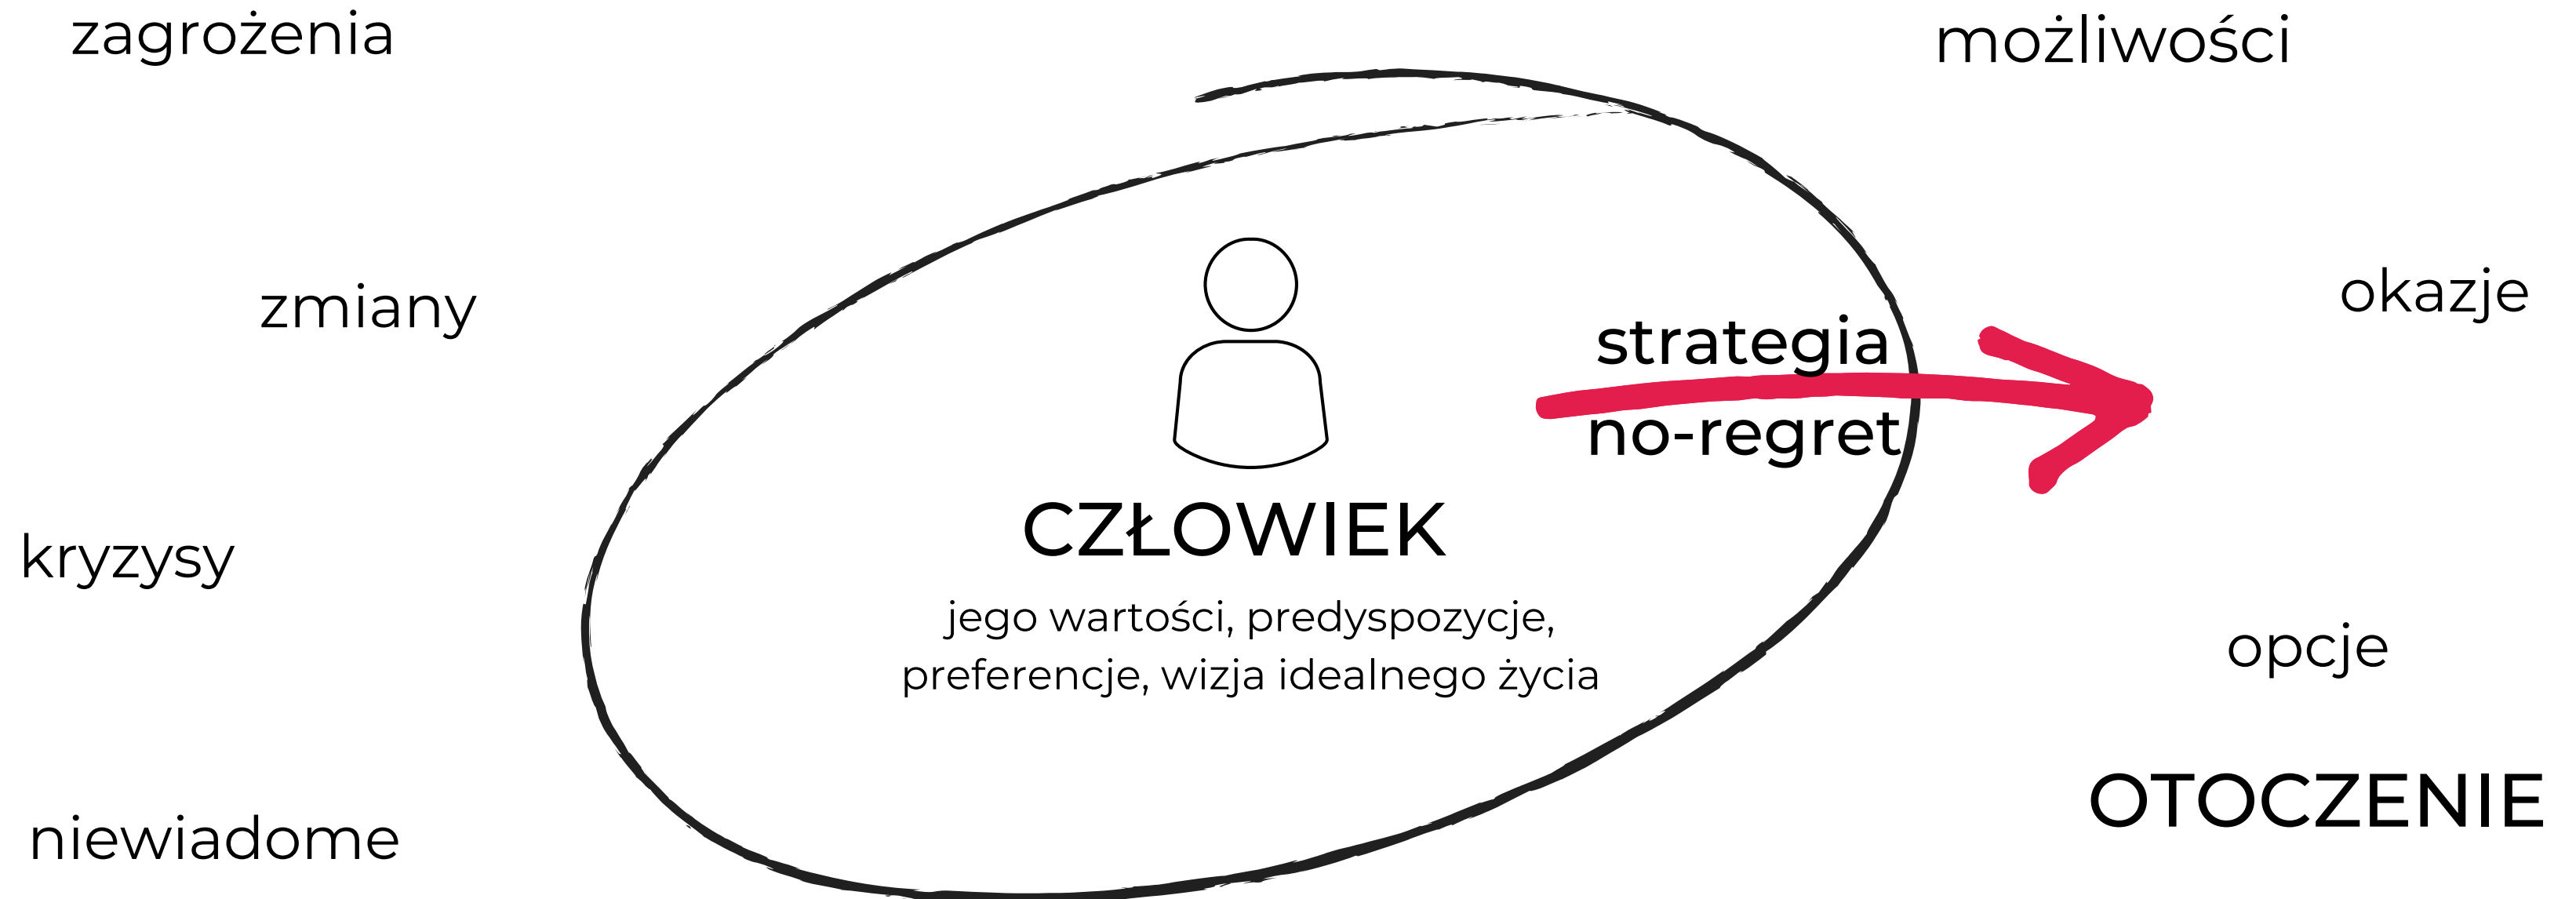 zagrożenia
możliwości
zmiany
okazje
strategia
no-regret
kryzysy
CZŁOWIEK
jego wartości, predyspozycje,
preferencje, wizja idealnego życia
opcje
niewiadome
OTOCZENIE